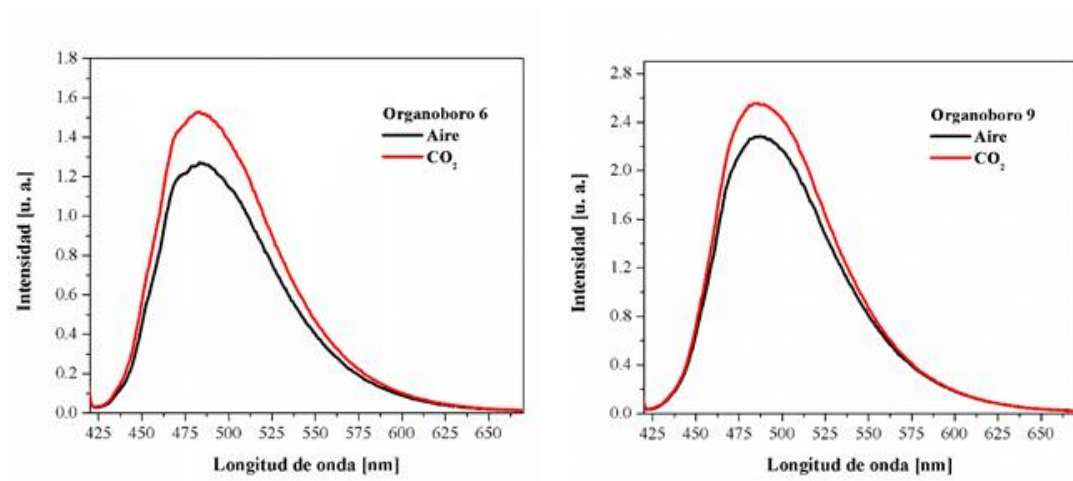 1.8
1.6
1.4
1.2
1.0
0.8
0.6
0.4
0.2
0.0
Intensidad [u. a.]
Organoboro 6
Aire
CO₂
425 450 475 500 525 550 575 600 625 650
Longitud de onda [nm]
2.8
2.4
2.0
1.6
1.2
0.8
0.4
0.0
Intensidad [u. a.]
Organoboro 9
Aire
CO₂
425 450 475 500 525 550 575 600 625 650
Longitud de onda [nm]